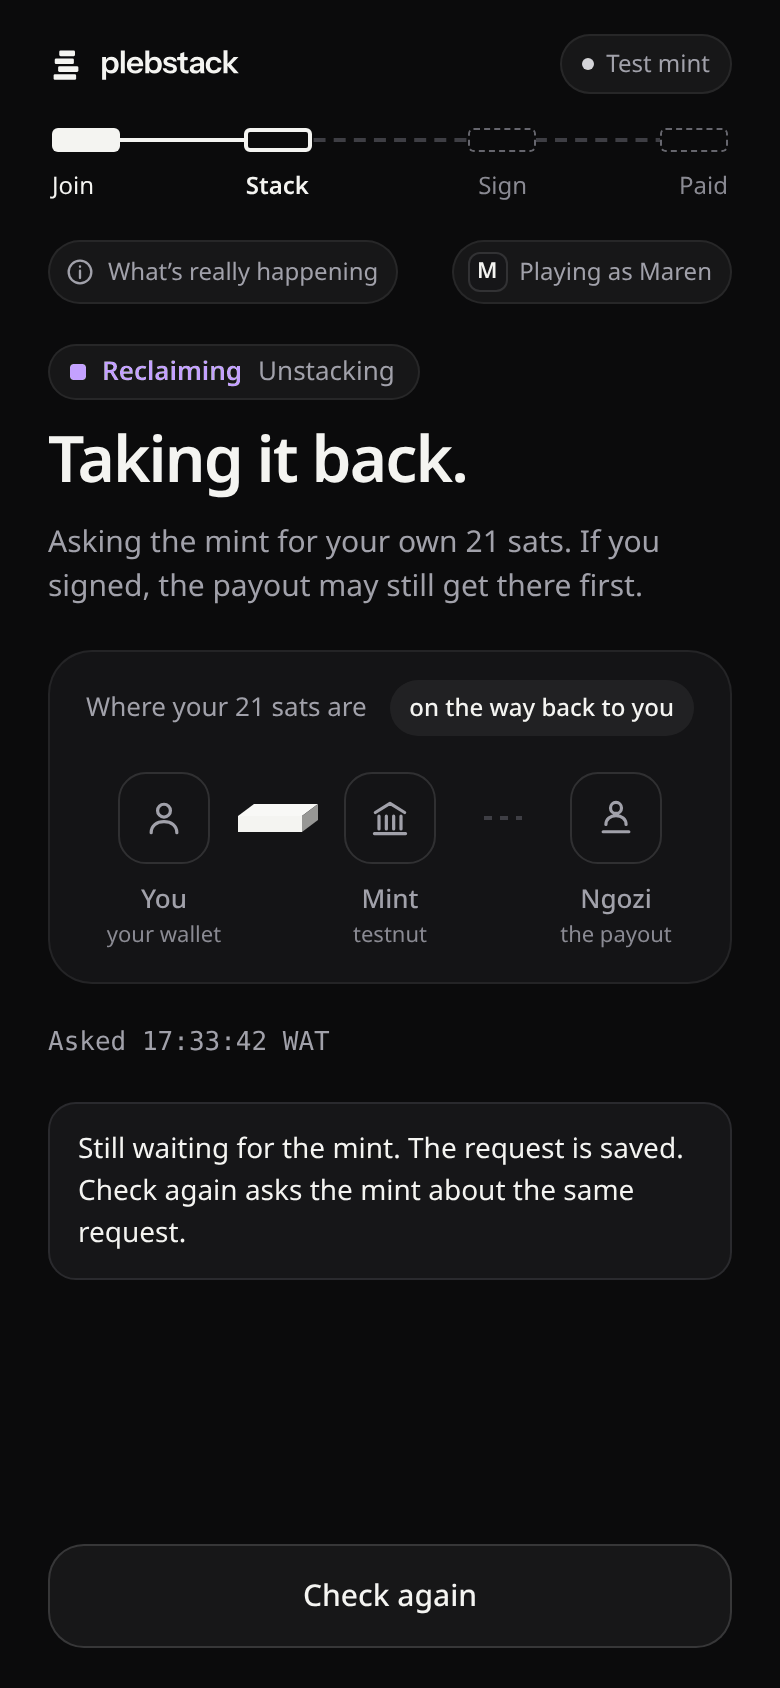 plebstack
Test mint
Join
Stack
Sign
Paid
What’s really happening
M
Playing as Maren
Reclaiming Unstacking
Taking it back.
Asking the mint for your own 21 sats. If you
signed, the payout may still get there first.
Where your 21 sats are
on the way back to you
You
Mint
Ngozi
your wallet
testnut
the payout
Asked 17:33:42 WAT
Still waiting for the mint. The request is saved.
Check again asks the mint about the same
request.
Check again